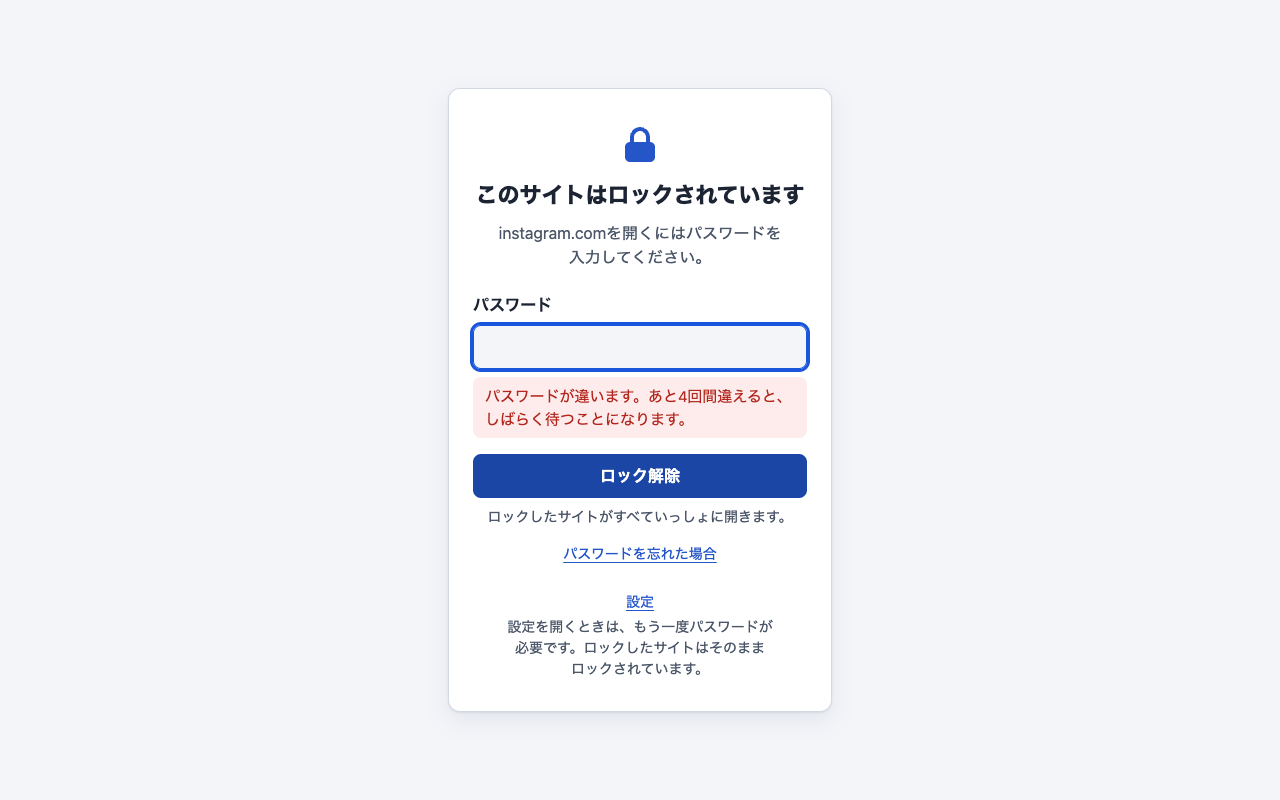 このサイトはロックされています
instagram.comを開くにはパスワードを
入力してください。
パスワード
パスワードが違います。あと4回間違えると、
しばらく待つことになります。
ロック解除
ロックしたサイトがすべていっしょに開きます。
パスワードを忘れた場合
設定
設定を開くときは、もう一度パスワードが
必要です。ロックしたサイトはそのまま
ロックされています。